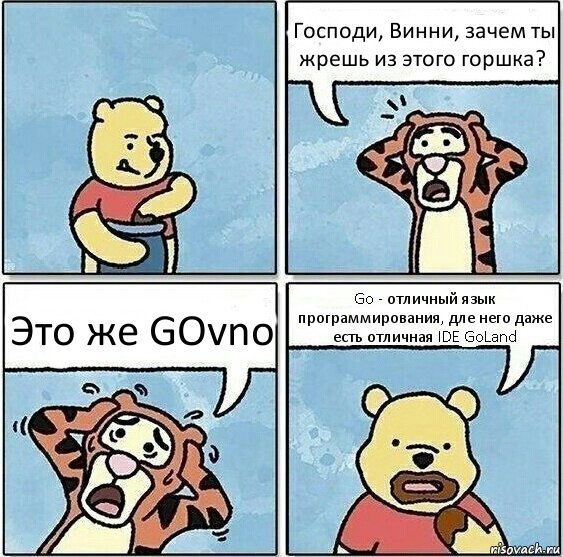 Господи, Винни, зачем ты
жрешь из этого горшка?
Это же GOvno
Go - отличный язык
программирования, дле него даже
есть отличная IDE GoLand
risovach.ru